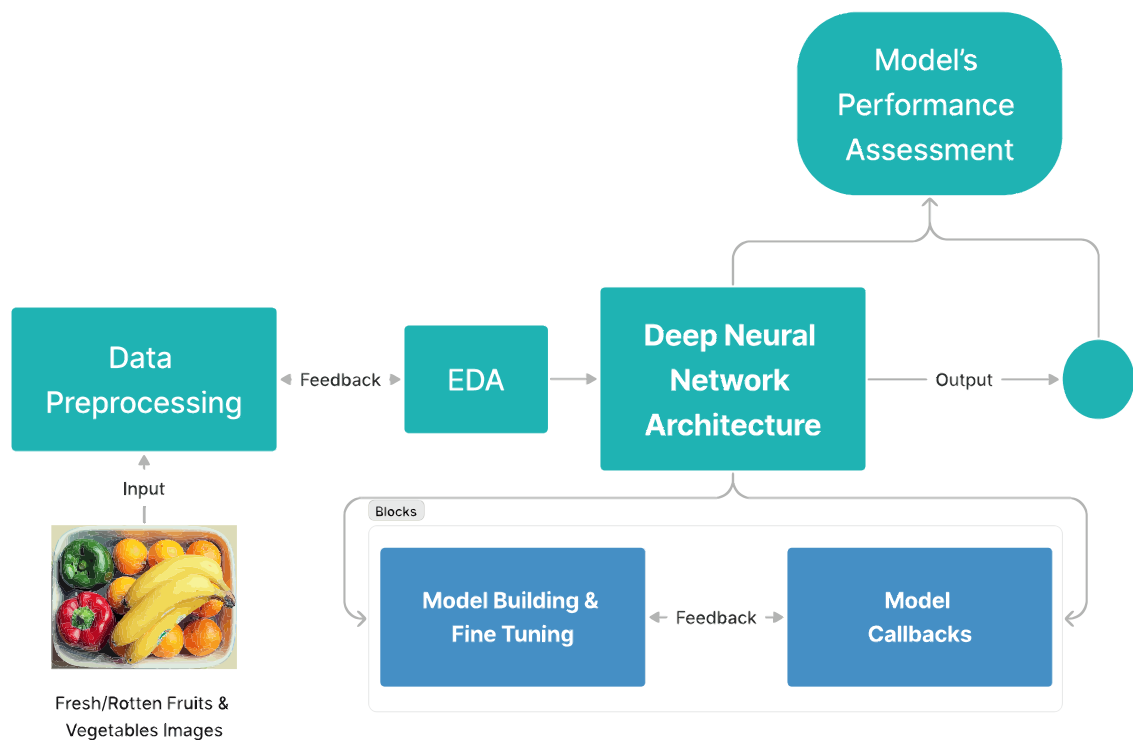 Model's
Performance
Assessment
Data
Preprocessing
Feedback
EDA
Deep Neural
Network
Architecture
Output
Input
Blocks
Model Building &
Fine Tuning
Feedback
Model
Callbacks
Fresh/Rotten Fruits &
Vegetables Images